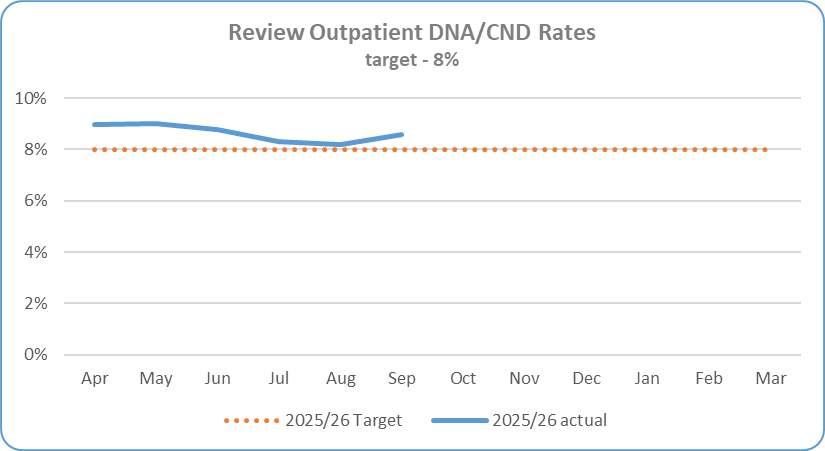 Review Outpatient DNA/CND Rates
target - 8%
10%
8%
6%
4%
2%
0%
Apr May Jun Jul Aug Sep Oct Nov Dec Jan Feb Mar
2025/26 Target 2025/26 actual